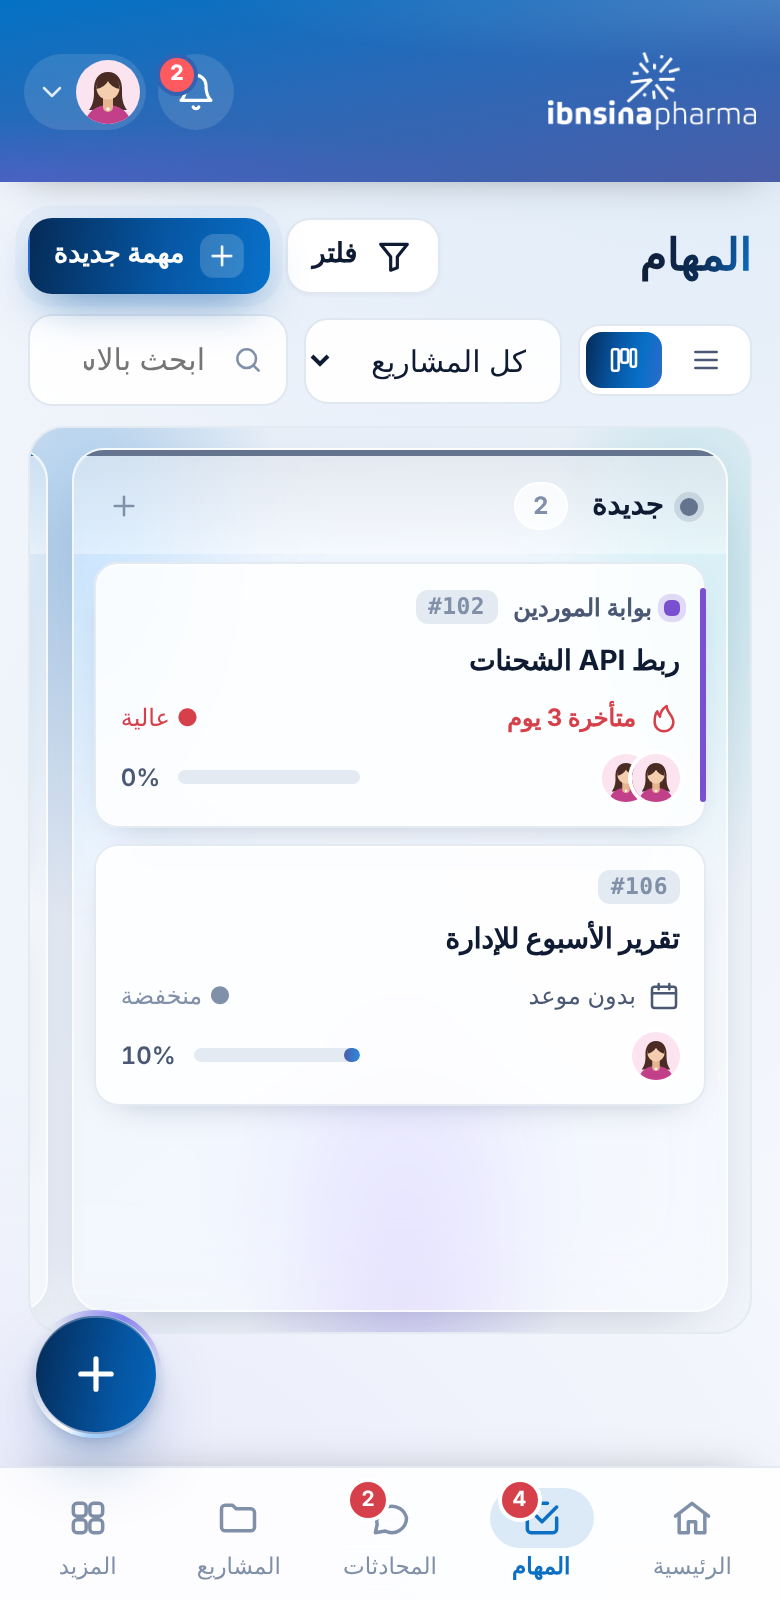 ibnsinapharma
2
المهام
فلتر
مهمة جديدة
كل المشاريع
ابحث بالاس
جديدة
2
بوابة الموردين
#102
ربط API الشحنات
متأخرة 3 يوم
عالية
0%
#106
تقرير الأسبوع للإدارة
بدون موعد
منخفضة
10%
الرئيسية
4
المهام
2
المحادثات
المشاريع
المزيد